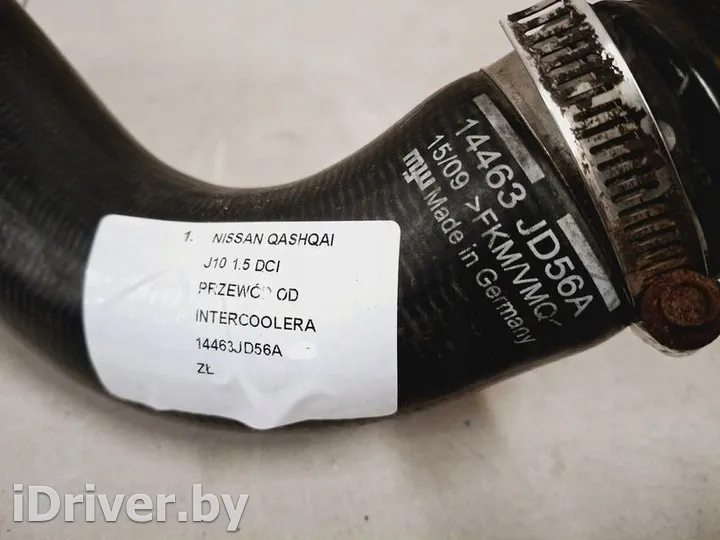 1. NISSAN QASHQAI
J10 1.5 DCI
PRZEWÓD OD
INTERCOOLERA
14463JD56A
ZŁ
14463 JD56A
15/09 >FKM/VMQ<
Made in Germany
iDriver.by